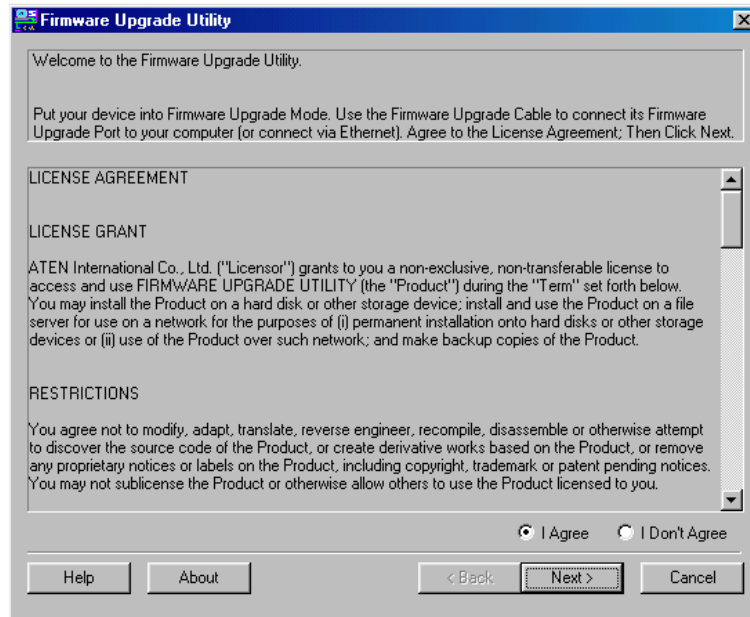 Firmware Upgrade Utility
Welcome to the Firmware Upgrade Utility.
Put your device into Firmware Upgrade Mode. Use the Firmware Upgrade Cable to connect its Firmware
Upgrade Port to your computer (or connect via Ethernet). Agree to the License Agreement; Then Click Next.
LICENSE AGREEMENT
LICENSE GRANT
ATEN International Co., Ltd. ("Licensor") grants to you a non-exclusive, non-transferable license to
access and use FIRMWARE UPGRADE UTILITY (the "Product") during the "Term" set forth below.
You may install the Product on a hard disk or other storage device; install and use the Product on a file
server for use on a network for the purposes of (i) permanent installation onto hard disks or other storage
devices or (ii) use of the Product over such network; and make backup copies of the Product.
RESTRICTIONS
You agree not to modify, adapt, translate, reverse engineer, recompile, disassemble or otherwise attempt
to discover the source code of the Product, or create derivative works based on the Product, or remove
any proprietary notices or labels on the Product, including copyright, trademark or patent pending notices.
You may not sublicense the Product or otherwise allow others to use the Product licensed to you.
I Agree I Don't Agree
Help About < Back Next > Cancel